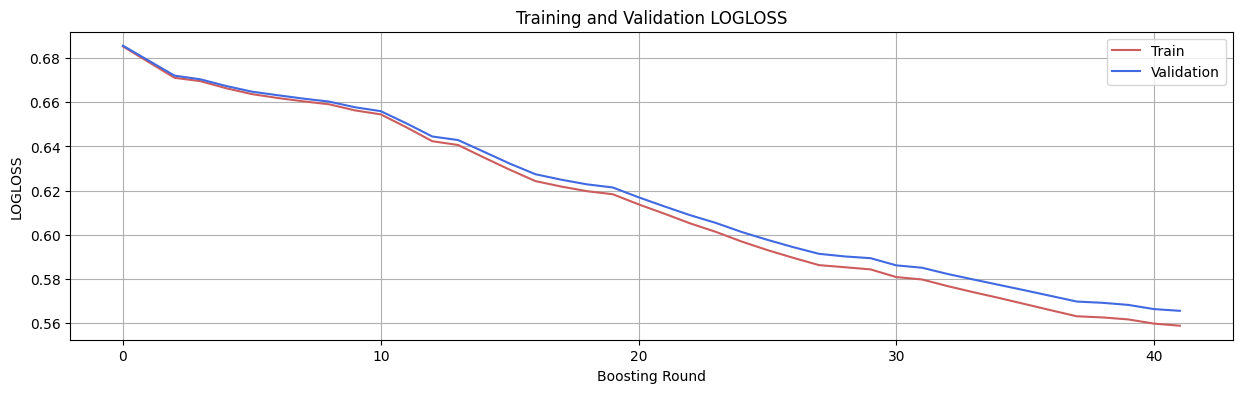 Training and Validation LOGLOSS
Train
Validation
LOGLOSS
0.68
0.66
0.64
0.62
0.60
0.58
0.56
0
10
20
30
40
Boosting Round